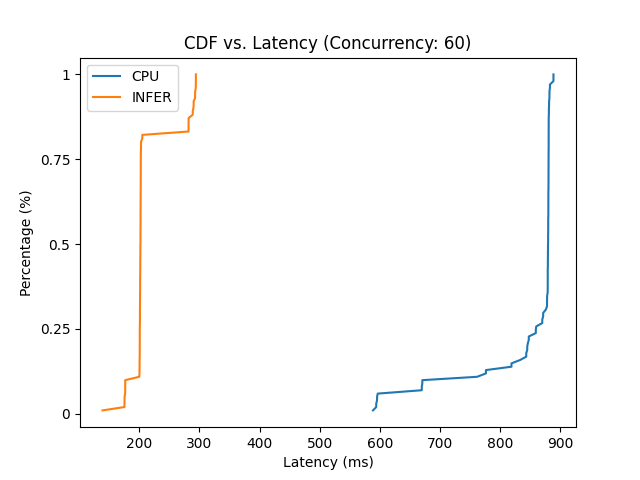 CDF vs. Latency (Concurrency: 60)
CPU
INFER
1
0.75
0.5
0.25
0
Percentage (%)
200 300 400 500 600 700 800 900
Latency (ms)